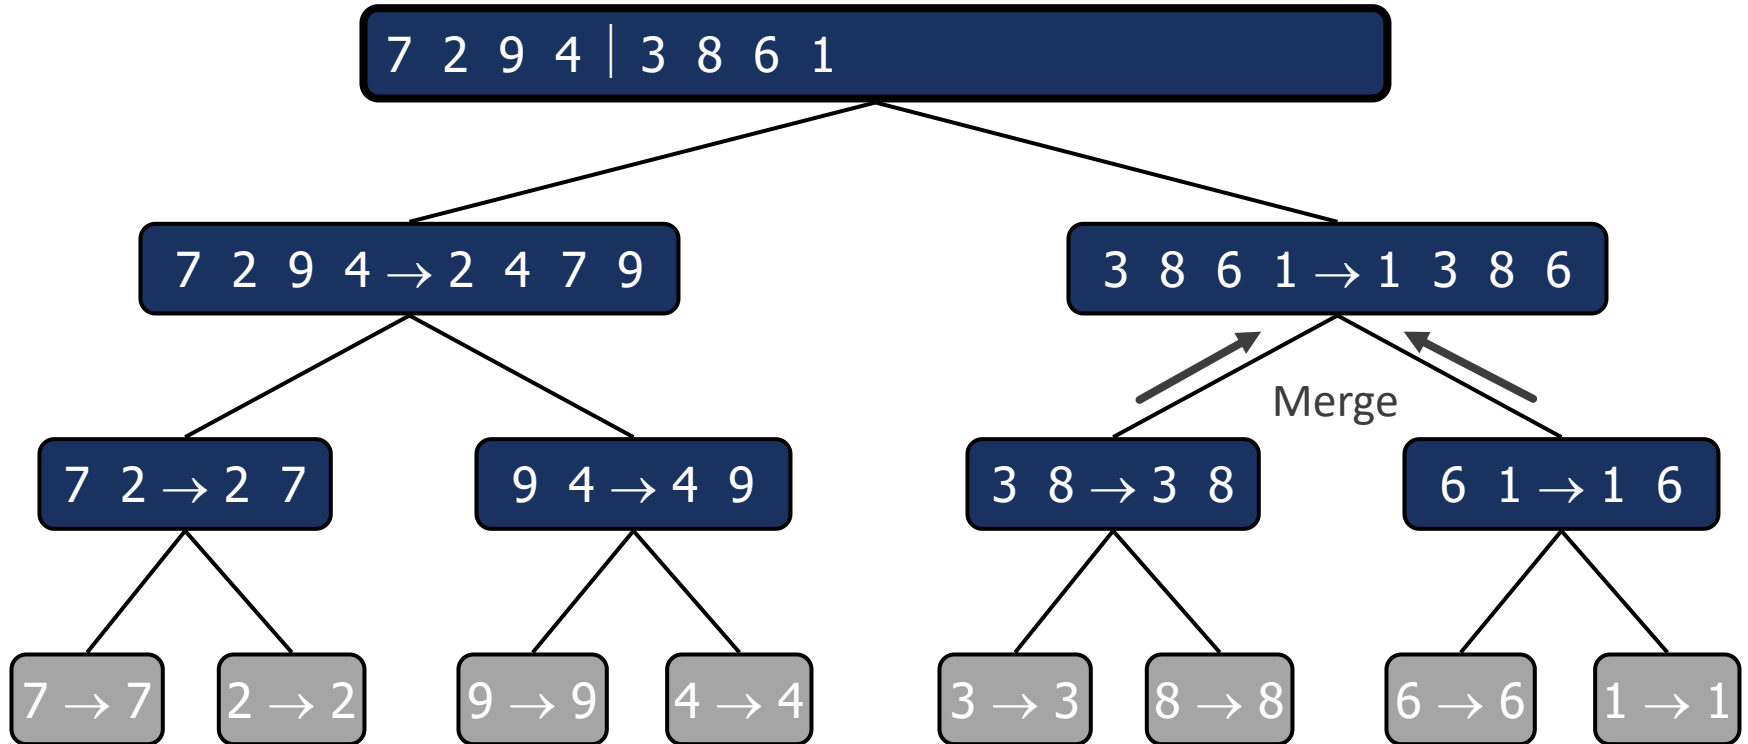 7 2 9 4 | 3 8 6 1
7 2 9 4 → 2 4 7 9
3 8 6 1 → 1 3 8 6
Merge
7 2 → 2 7
9 4 → 4 9
3 8 → 3 8
6 1 → 1 6
7 → 7
2 → 2
9 → 9
4 → 4
3 → 3
8 → 8
6 → 6
1 → 1